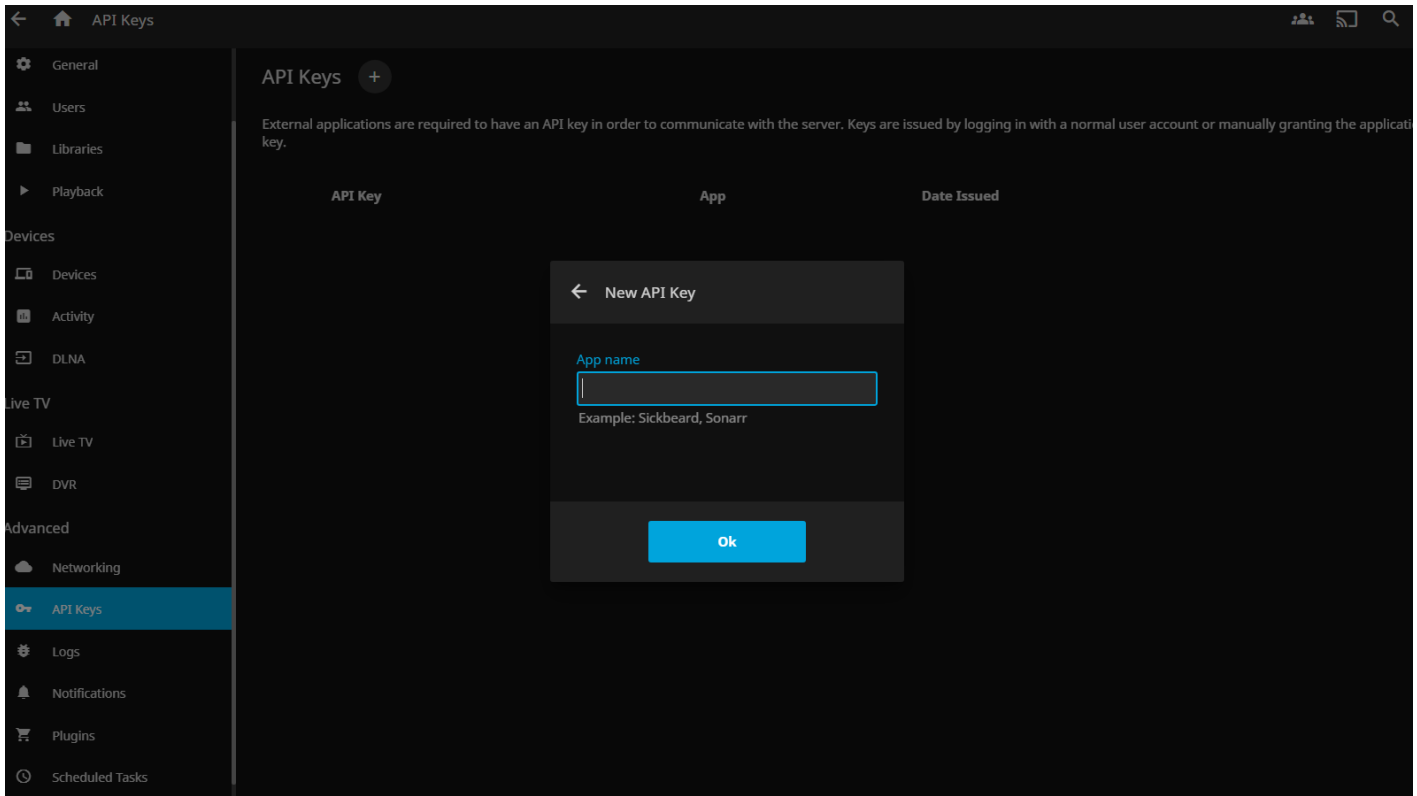 API Keys
General
Users
Libraries
Playback
Devices
Devices
Activity
DLNA
Live TV
Live TV
DVR
Advanced
Networking
API Keys
Logs
Notifications
Plugins
Scheduled Tasks
API Keys +
External applications are required to have an API key in order to communicate with the server. Keys are issued by logging in with a normal user account or manually granting the applicati
key.
API Key App Date Issued
New API Key
App name
Example: Sickbeard, Sonarr
Ok